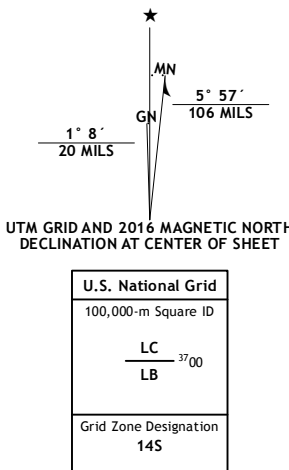 ★
MN
GN
5° 57´
106 MILS
1° 8´
20 MILS
UTM GRID AND 2016 MAGNETIC NORTH
DECLINATION AT CENTER OF SHEET
U.S. National Grid
100,000-m Square ID
LC
3700
LB
Grid Zone Designation
14S